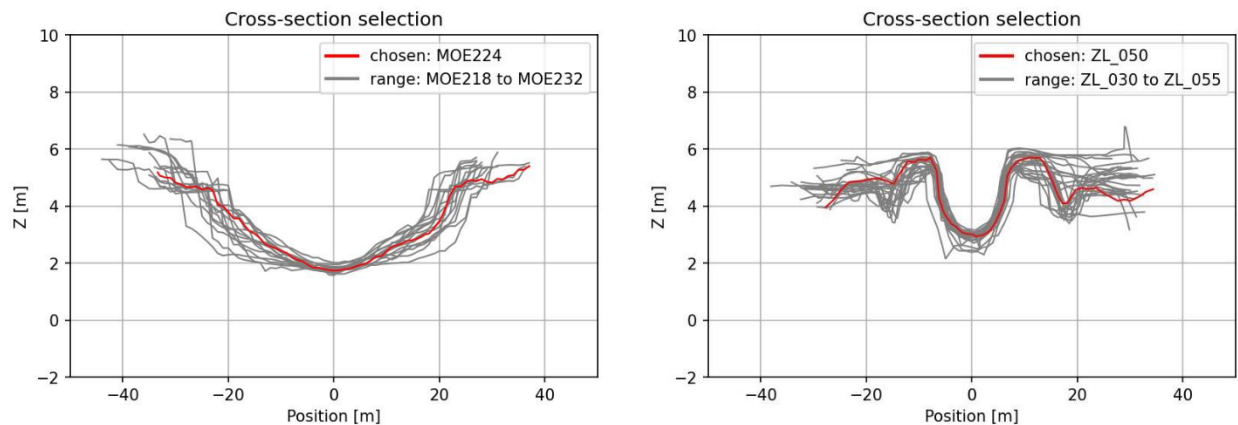 Cross-section selection
10
8
6
4
2
0
−2
Z [m]
chosen: MOE224
range: MOE218 to MOE232
−40
−20
0
20
40
Position [m]
Cross-section selection
10
8
6
4
2
0
−2
Z [m]
chosen: ZL_050
range: ZL_030 to ZL_055
−40
−20
0
20
40
Position [m]